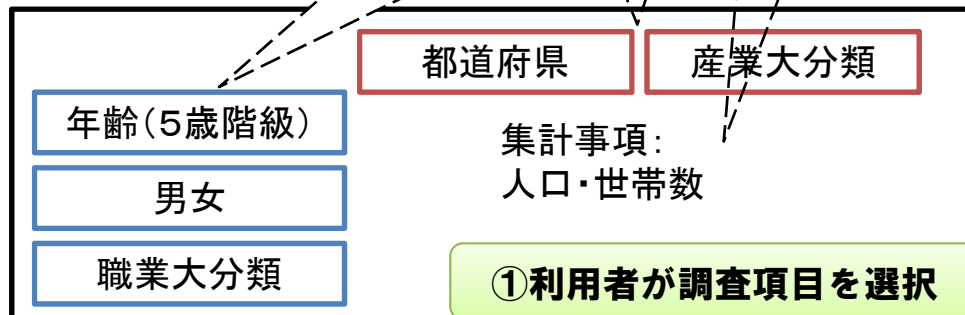 都道府県
産業大分類
年齢(5歳階級)
集計事項:
人口・世帯数
男女
職業大分類
①利用者が調査項目を選択